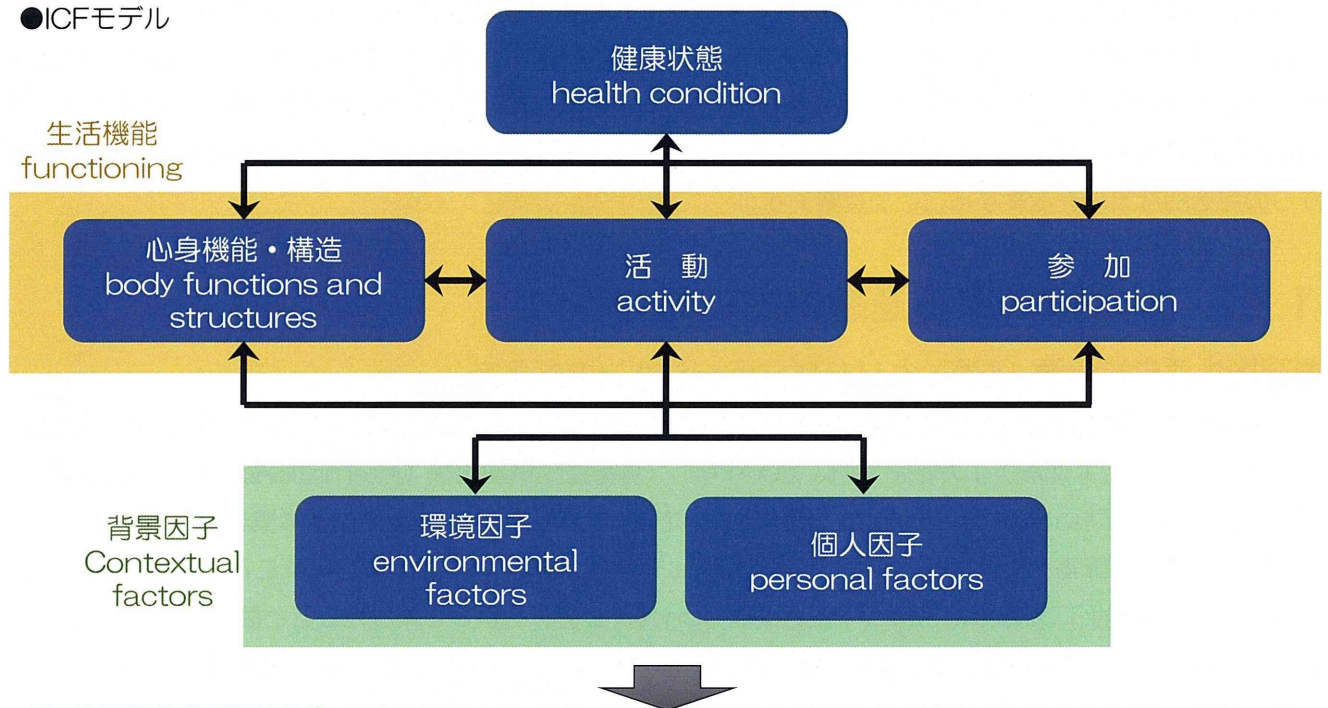 ●ICFモデル
健康状態
health condition
生活機能
functioning
心身機能・構造
body functions and
structures
活　動
activity
参　加
participation
背景因子
Contextual
factors
環境因子
environmental
factors
個人因子
personal factors